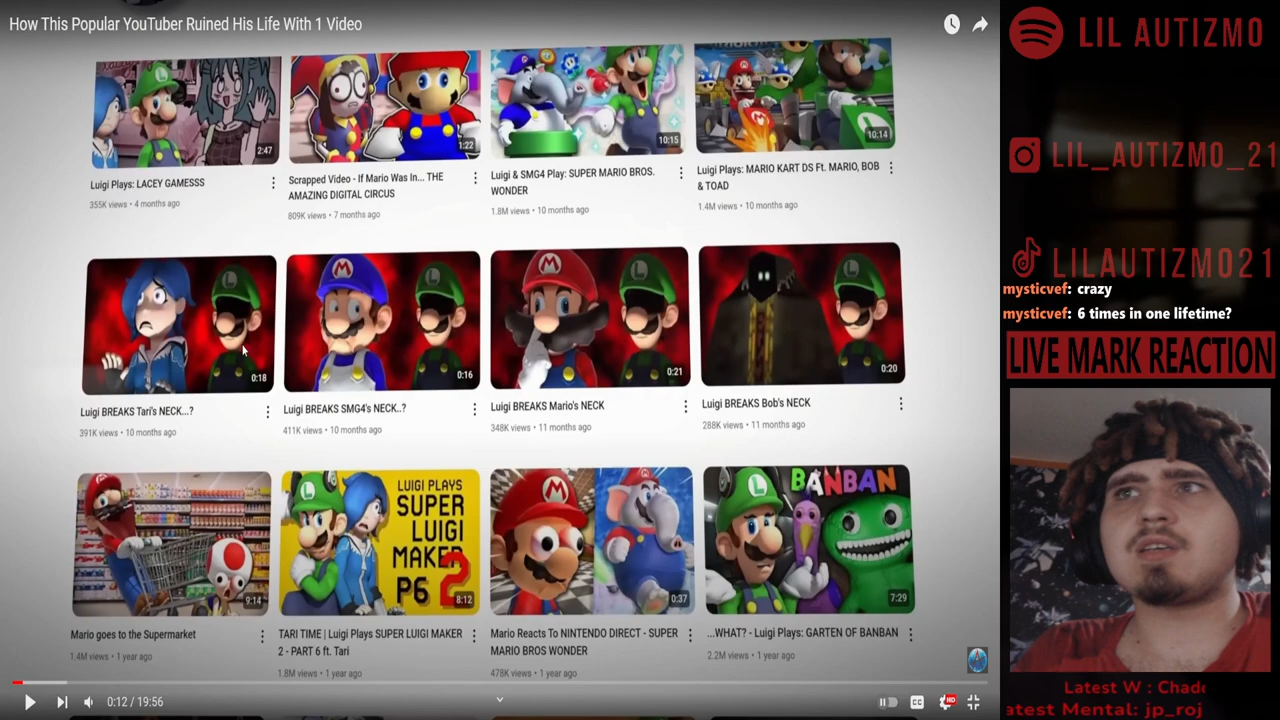 How This Popular YouTuber Ruined His Life With 1 Video
2:47
1:22
10:15
10:14
Luigi Plays: LACEY GAMESSS
355K views • 4 months ago
Scrapped Video - If Mario Was In... THE
AMAZING DIGITAL CIRCUS
809K views • 7 months ago
Luigi & SMG4 Play: SUPER MARIO BROS.
WONDER
1.8M views • 10 months ago
Luigi Plays: MARIO KART DS Ft. MARIO, BOB
& TOAD
1.4M views • 10 months ago
0:18
0:16
0:21
0:20
Luigi BREAKS Tari's NECK...?
391K views • 10 months ago
Luigi BREAKS SMG4's NECK..?
411K views • 10 months ago
Luigi BREAKS Mario's NECK
348K views • 11 months ago
Luigi BREAKS Bob's NECK
288K views • 11 months ago
9:14
LUIGI PLAYS
SUPER
LUIGI
MAKER
P6 2
8:12
0:37
BANBAN
7:29
Mario goes to the Supermarket
1.4M views • 1 year ago
TARI TIME | Luigi Plays SUPER LUIGI MAKER
2 - PART 6 ft. Tari
1.8M views • 1 year ago
Mario Reacts To NINTENDO DIRECT - SUPER
MARIO BROS WONDER
478K views • 1 year ago
...WHAT? - Luigi Plays: GARTEN OF BANBAN
2.2M views • 1 year ago
0:12 / 19:56
CC
HD
LIL AUTIZMO
LIL_AUTIZMO_21
LILAUTIZMO21
mysticvef: crazy
mysticvef: 6 times in one lifetime?
LIVE MARK REACTION
Latest W : Chad
atest Mental: jp_roj